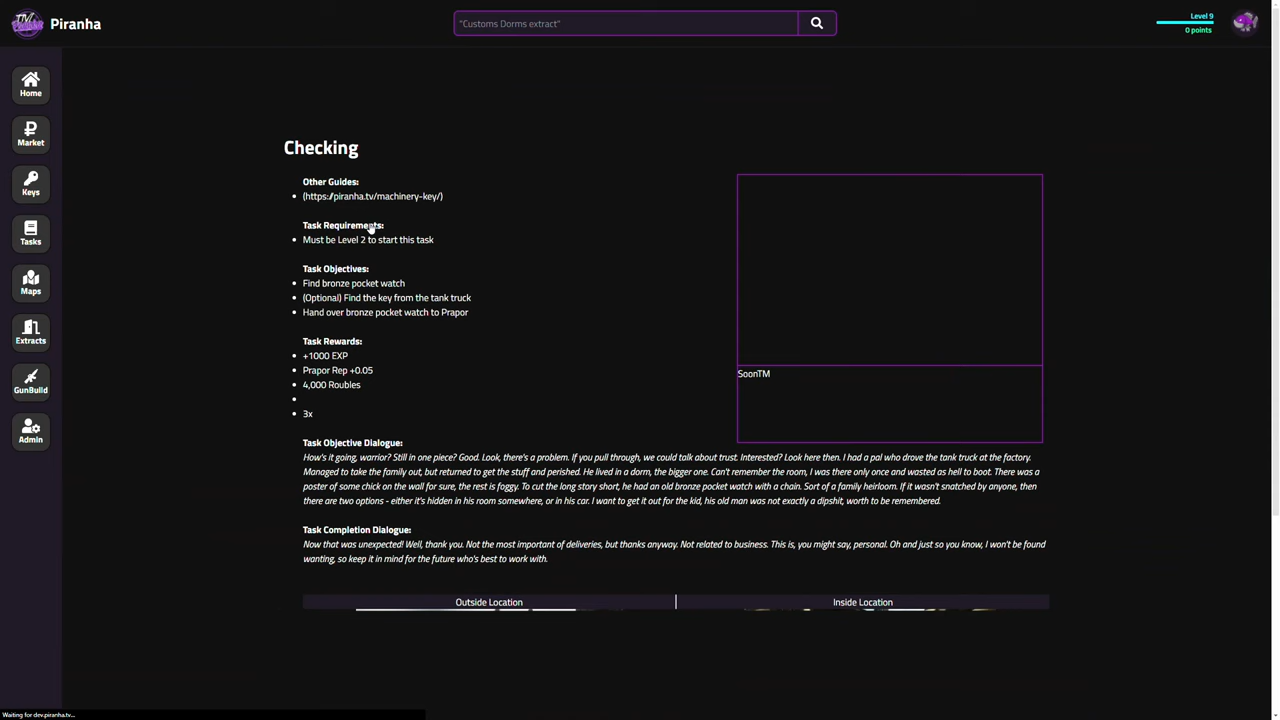 Piranha
"Customs Dorms extract"
Level 9
0 points
Home
Market
Keys
Tasks
Maps
Extracts
GunBuild
Admin
Checking
Other Guides:
(https://piranha.tv/machinery-key/)
Task Requirements:
Must be Level 2 to start this task
Task Objectives:
Find bronze pocket watch
(Optional) Find the key from the tank truck
Hand over bronze pocket watch to Prapor
Task Rewards:
+1000 EXP
Prapor Rep +0.05
4,000 Roubles
3x
SoonTM
Task Objective Dialogue:
How's it going, warrior? Still in one piece? Good. Look, there's a problem. If you pull through, we could talk about trust. Interested? Look here then. I had a pal who drove the tank truck at the factory.
Managed to take the family out, but returned to get the stuff and perished. He lived in a dorm, the bigger one. Can't remember the room, I was there only once and wasted as hell to boot. There was a
poster of some chick on the wall for sure, the rest is foggy. To cut the long story short, he had an old bronze pocket watch with a chain. Sort of a family heirloom. If it wasn't snatched by anyone, then
there are two options - either it's hidden in his room somewhere, or in his car. I want to get it out for the kid, his old man was not exactly a dipshit, worth to be remembered.
Task Completion Dialogue:
Now that was unexpected! Well, thank you. Not the most important of deliveries, but thanks anyway. Not related to business. This is, you might say, personal. Oh and just so you know, I won't be found
wanting, so keep it in mind for the future who's best to work with.
Outside Location
Inside Location
Waiting for dev.piranha.tv...